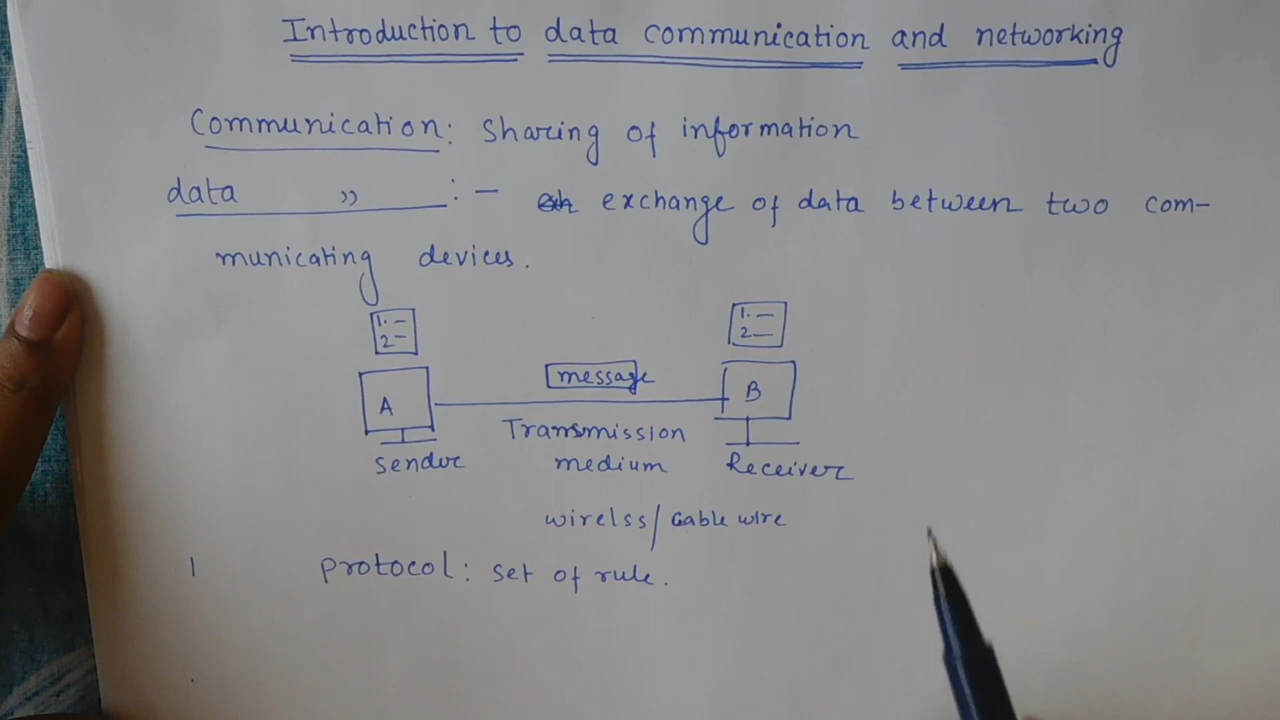 Introduction to data communication and networking
Communication: Sharing of information
data " :- exchange of data between two com-
municating devices.
1.- 1.-
2- 2-
message
A B
Transmission
medium
Sender Receiver
wirelss/cable wire
1 protocol: set of rule.